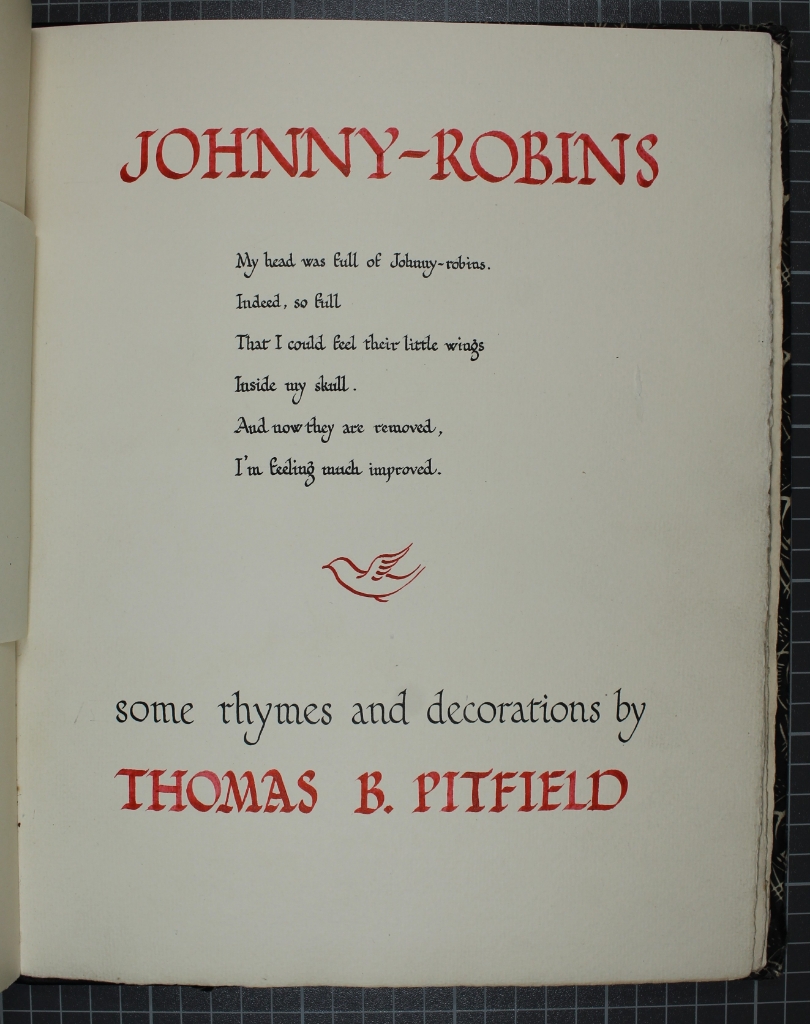 JOHNNY-ROBINS
My head was full of Johnny-robins.
Indeed, so full
That I could feel their little wings
Inside my skull.
And now they are removed,
I'm feeling much improved.
some rhymes and decorations by
THOMAS B. PITFIELD